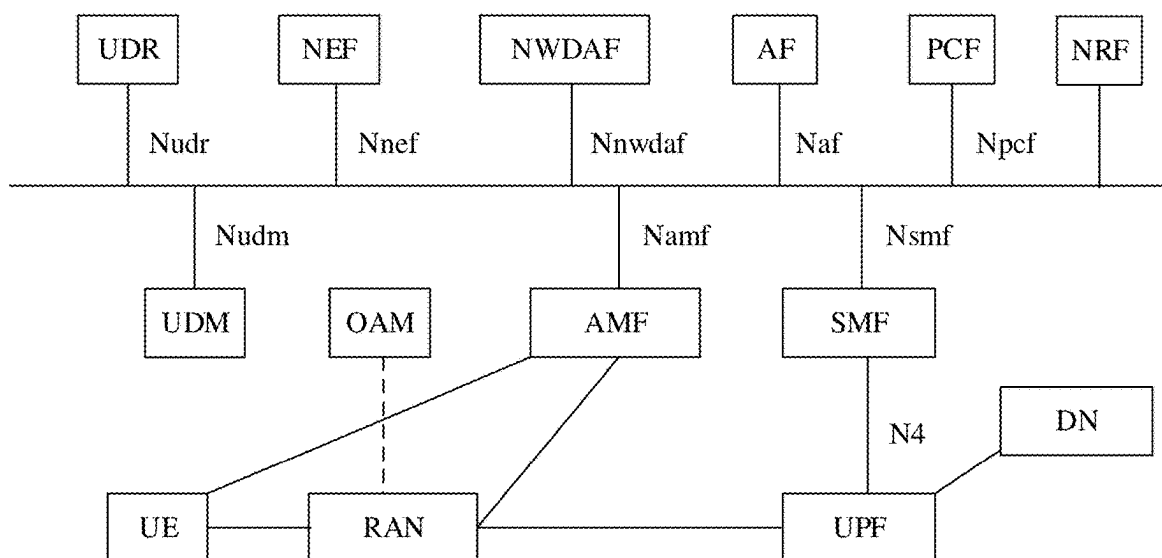 UDR NEF NWDAF AF PCF NRF
Nudr Nnef Nnwdaf Naf Npcf
Nudm Namf Nsmf
UDM OAM AMF SMF
DN
N4
UE RAN UPF